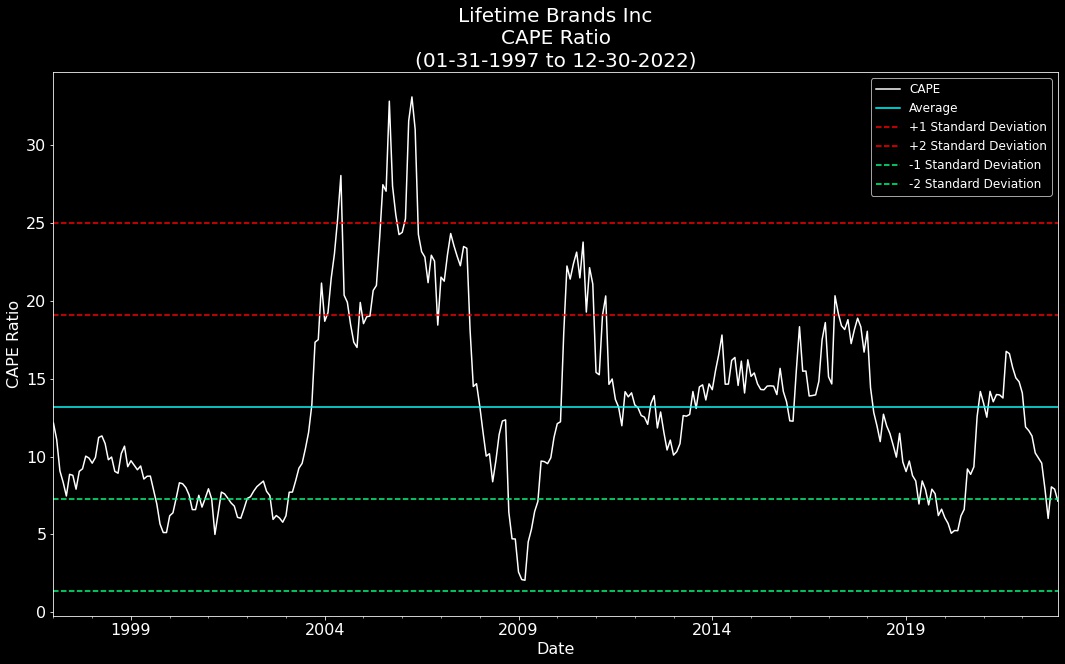 Lifetime Brands Inc
CAPE Ratio
(01-31-1997 to 12-30-2022)
CAPE
Average
+1 Standard Deviation
+2 Standard Deviation
-1 Standard Deviation
-2 Standard Deviation
CAPE Ratio
30
25
20
15
10
5
0
1999
2004
2009
2014
2019
Date